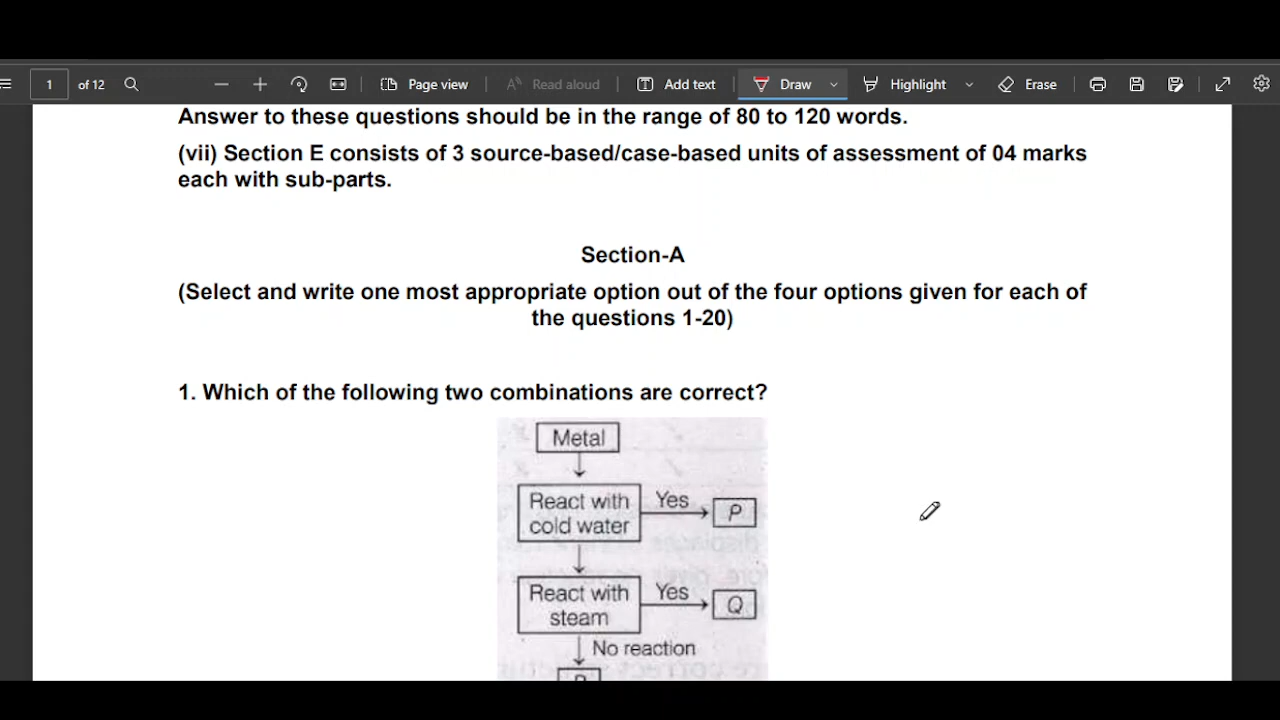 1 of 12 Page view Read aloud Add text Draw Highlight Erase
Answer to these questions should be in the range of 80 to 120 words.
(vii) Section E consists of 3 source-based/case-based units of assessment of 04 marks
each with sub-parts.
Section-A
(Select and write one most appropriate option out of the four options given for each of
the questions 1-20)
1. Which of the following two combinations are correct?
Metal
React with
cold water
Yes
P
React with
steam
Yes
Q
No reaction